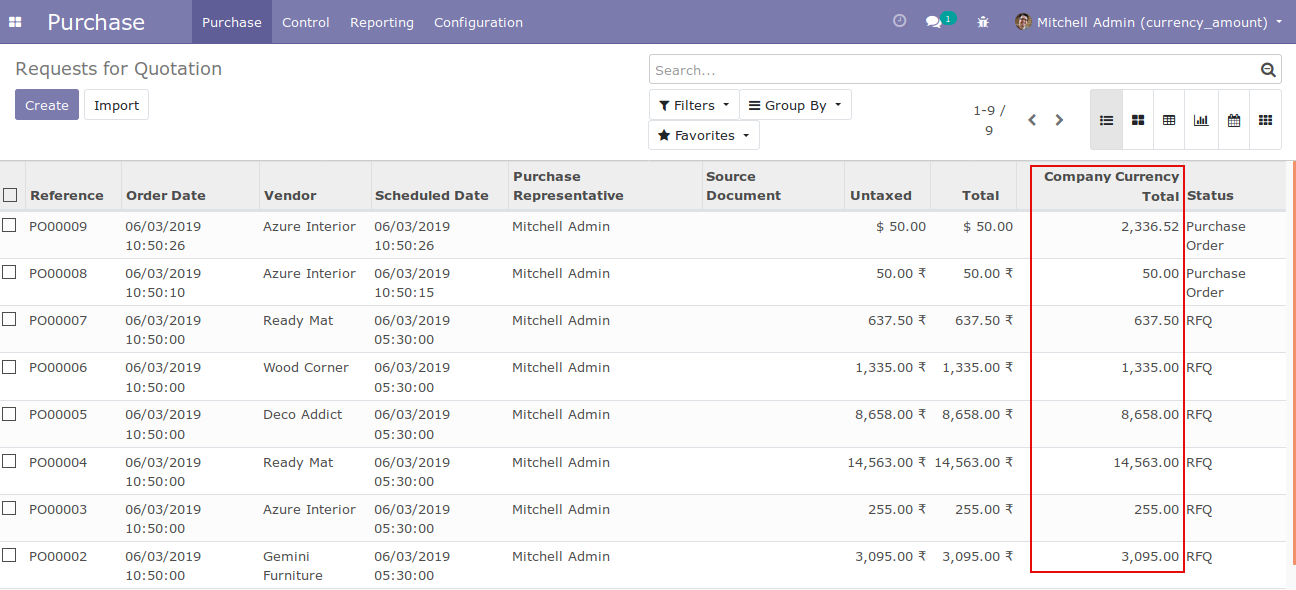 Purchase Purchase Control Reporting Configuration 1 Mitchell Admin (currency_amount)
Requests for Quotation
Search...
Create Import
Filters Group By
Favorites
1-9 /
9
Reference Order Date Vendor Scheduled Date Purchase Representative Source Document Untaxed Total Company Currency Total Status
PO00009 06/03/2019 Azure Interior 06/03/2019 Mitchell Admin $ 50.00 $ 50.00 2,336.52 Purchase
10:50:26 10:50:26 Order
PO00008 06/03/2019 Azure Interior 06/03/2019 Mitchell Admin 50.00 ₹ 50.00 ₹ 50.00 Purchase
10:50:10 10:50:15 Order
PO00007 06/03/2019 Ready Mat 06/03/2019 Mitchell Admin 637.50 ₹ 637.50 ₹ 637.50 RFQ
10:50:00 05:30:00
PO00006 06/03/2019 Wood Corner 06/03/2019 Mitchell Admin 1,335.00 ₹ 1,335.00 ₹ 1,335.00 RFQ
10:50:00 05:30:00
PO00005 06/03/2019 Deco Addict 06/03/2019 Mitchell Admin 8,658.00 ₹ 8,658.00 ₹ 8,658.00 RFQ
10:50:00 05:30:00
PO00004 06/03/2019 Ready Mat 06/03/2019 Mitchell Admin 14,563.00 ₹ 14,563.00 ₹ 14,563.00 RFQ
10:50:00 05:30:00
PO00003 06/03/2019 Azure Interior 06/03/2019 Mitchell Admin 255.00 ₹ 255.00 ₹ 255.00 RFQ
10:50:00 05:30:00
PO00002 06/03/2019 Gemini 06/03/2019 Mitchell Admin 3,095.00 ₹ 3,095.00 ₹ 3,095.00 RFQ
10:50:00 Furniture 05:30:00